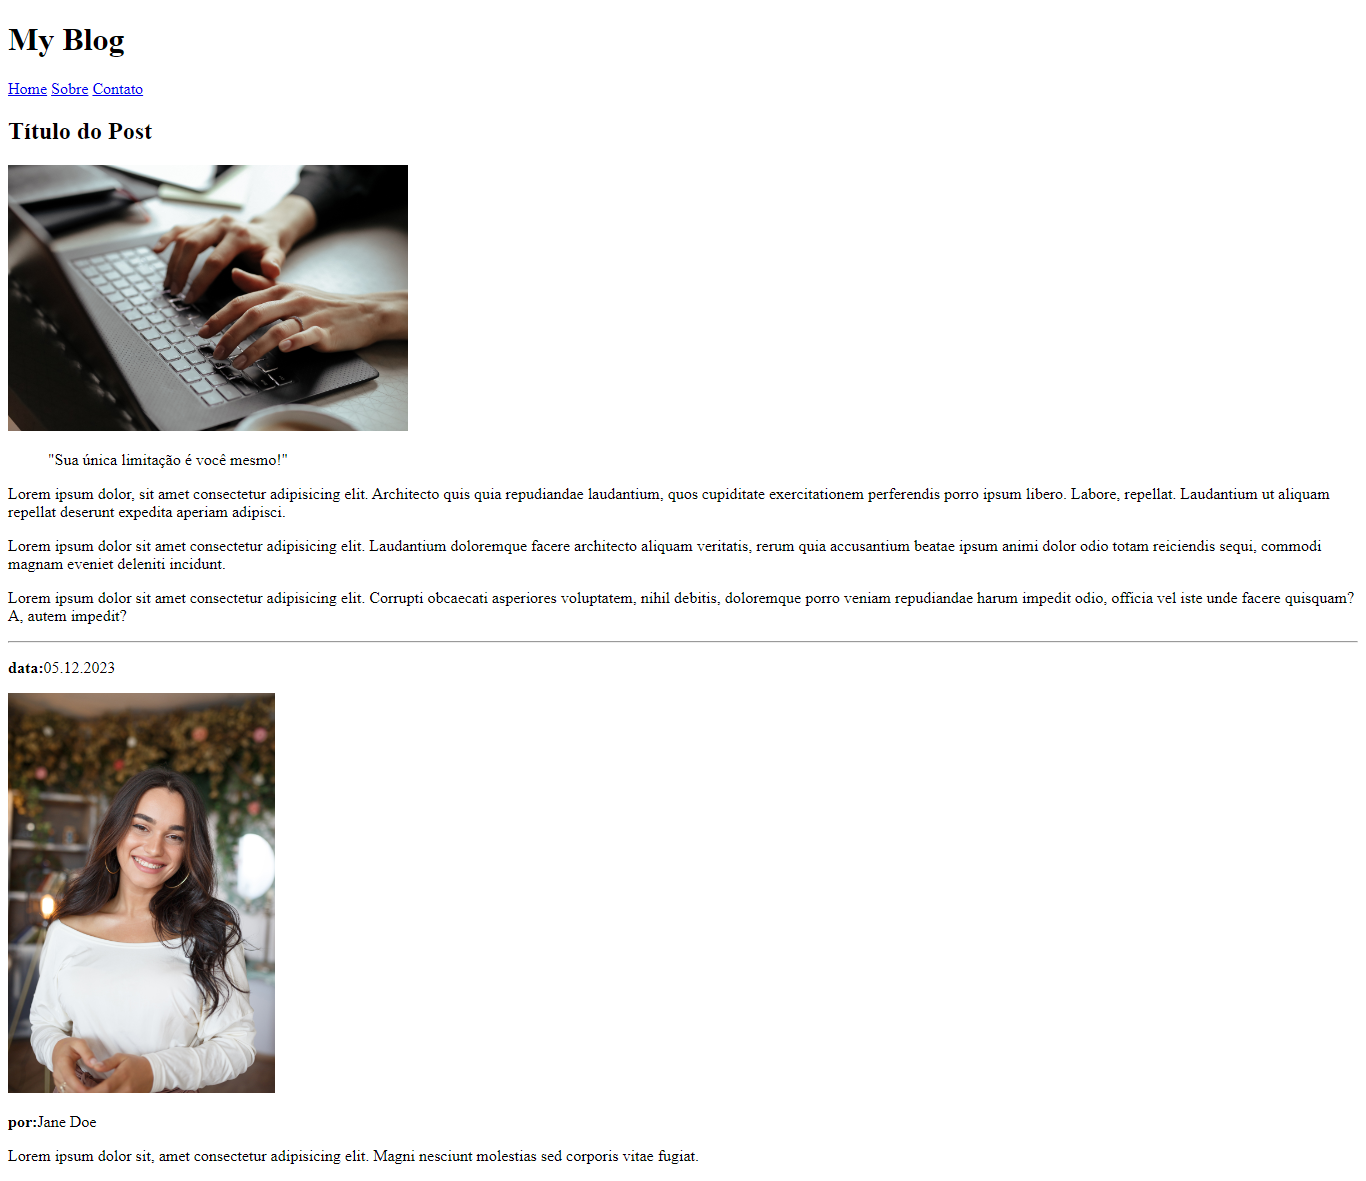 My Blog
Home Sobre Contato
Título do Post
"Sua única limitação é você mesmo!"
Lorem ipsum dolor, sit amet consectetur adipisicing elit. Architecto quis quia repudiandae laudantium, quos cupiditate exercitationem perferendis porro ipsum libero. Labore, repellat. Laudantium ut aliquam
repellat deserunt expedita aperiam adipisci.
Lorem ipsum dolor sit amet consectetur adipisicing elit. Laudantium doloremque facere architecto aliquam veritatis, rerum quia accusantium beatae ipsum animi dolor odio totam reiciendis sequi, commodi
magnam eveniet deleniti incidunt.
Lorem ipsum dolor sit amet consectetur adipisicing elit. Corrupti obcaecati asperiores voluptatem, nihil debitis, doloremque porro veniam repudiandae harum impedit odio, officia vel iste unde facere quisquam?
A, autem impedit?
data:05.12.2023
por:Jane Doe
Lorem ipsum dolor sit, amet consectetur adipisicing elit. Magni nesciunt molestias sed corporis vitae fugiat.